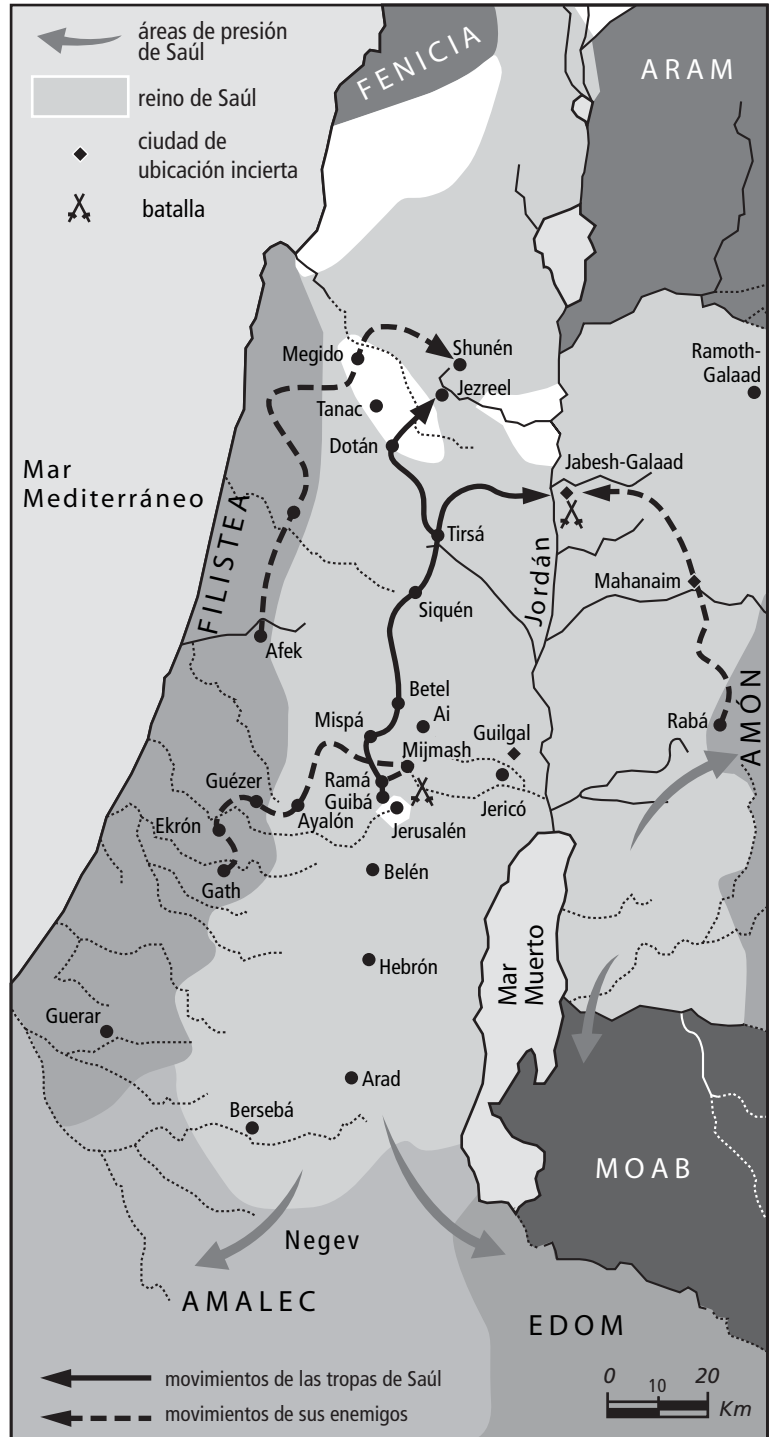 áreas de presión
de Saúl
reino de Saúl
ciudad de
ubicación incierta
batalla
FENICIA
ARAM
Megido
Shunén
Ramoth-
Galaad
Jezreel
Tanac
Dotán
Mar
Mediterráneo
Jabesh-Galaad
FILISTEA
Tirsá
Jordán
Mahanaim
Siquén
Afek
Betel
Ai
Mispá
Guilgal
Rabá
AMÓN
Mijmash
Ramá
Guibá
Guézer
Jericó
Ekrón
Ayalón
Jerusalén
Gath
Belén
Hebrón
Mar
Muerto
Guerar
Arad
Bersebá
MOAB
Negev
AMALEC
EDOM
movimientos de las tropas de Saúl
movimientos de sus enemigos
0 10 20
Km